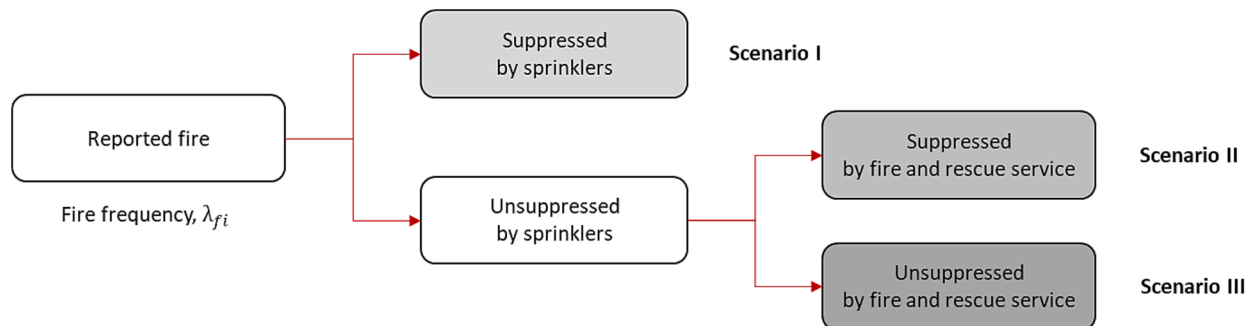 Reported fire
Fire frequency, λfi
Suppressed
by sprinklers
Scenario I
Unsuppressed
by sprinklers
Suppressed
by fire and rescue service
Scenario II
Unsuppressed
by fire and rescue service
Scenario III